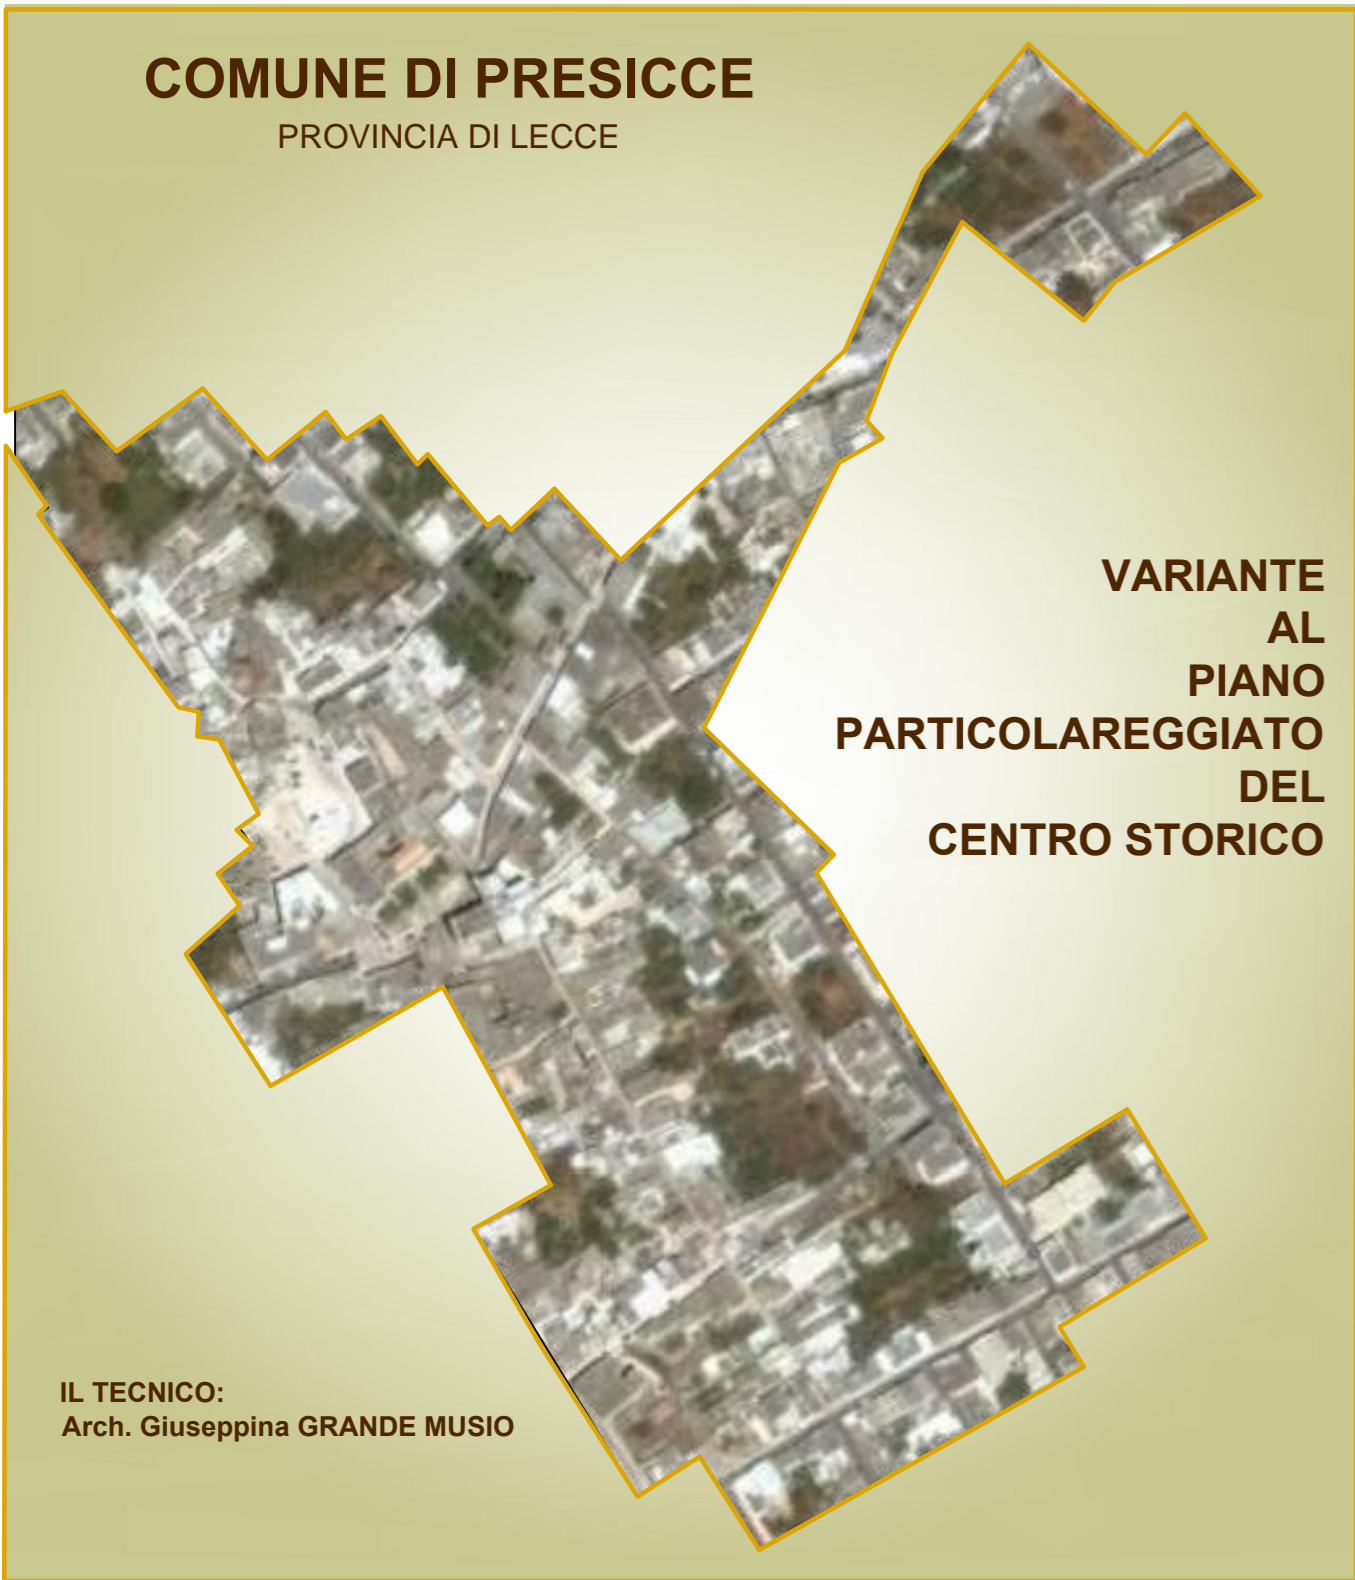 COMUNE DI PRESICCE
PROVINCIA DI LECCE
VARIANTE
AL
PIANO
PARTICOLAREGGIATO
DEL
CENTRO STORICO
IL TECNICO:
Arch. Giuseppina GRANDE MUSIO